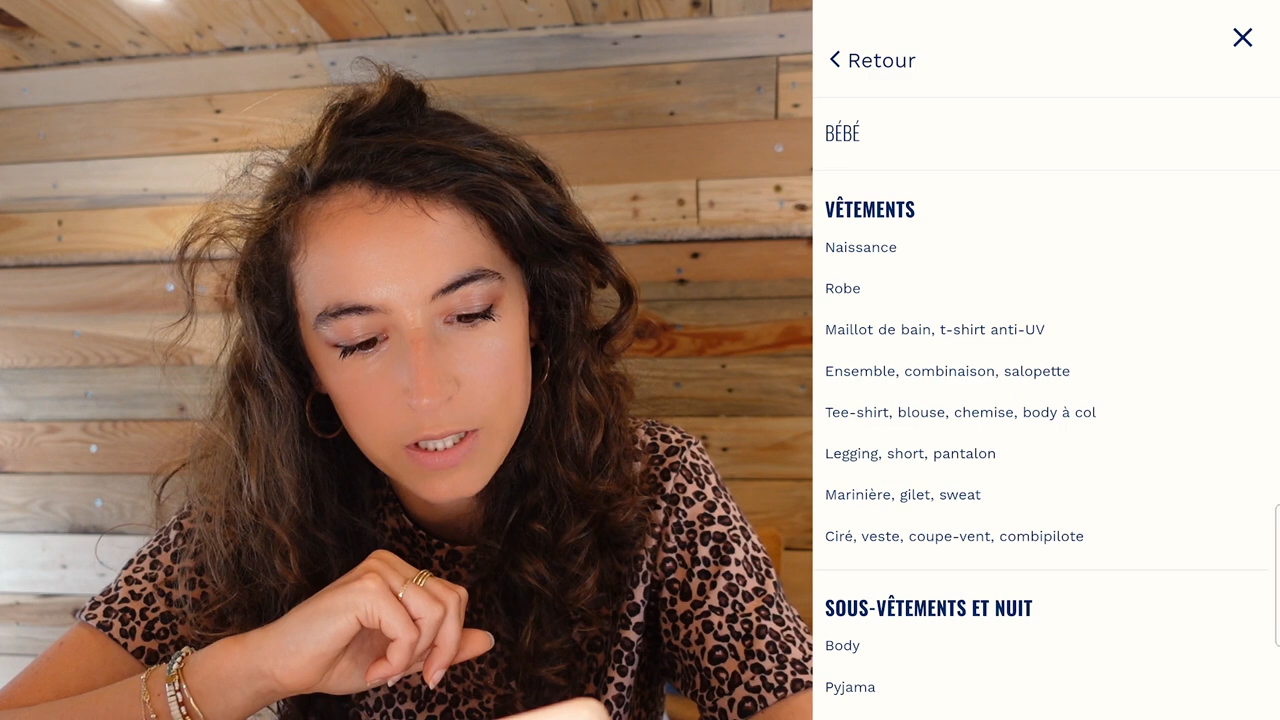 Retour
BÉBÉ
VÊTEMENTS
Naissance
Robe
Maillot de bain, t-shirt anti-UV
Ensemble, combinaison, salopette
Tee-shirt, blouse, chemise, body à col
Legging, short, pantalon
Marinière, gilet, sweat
Ciré, veste, coupe-vent, combipilote
SOUS-VÊTEMENTS ET NUIT
Body
Pyjama